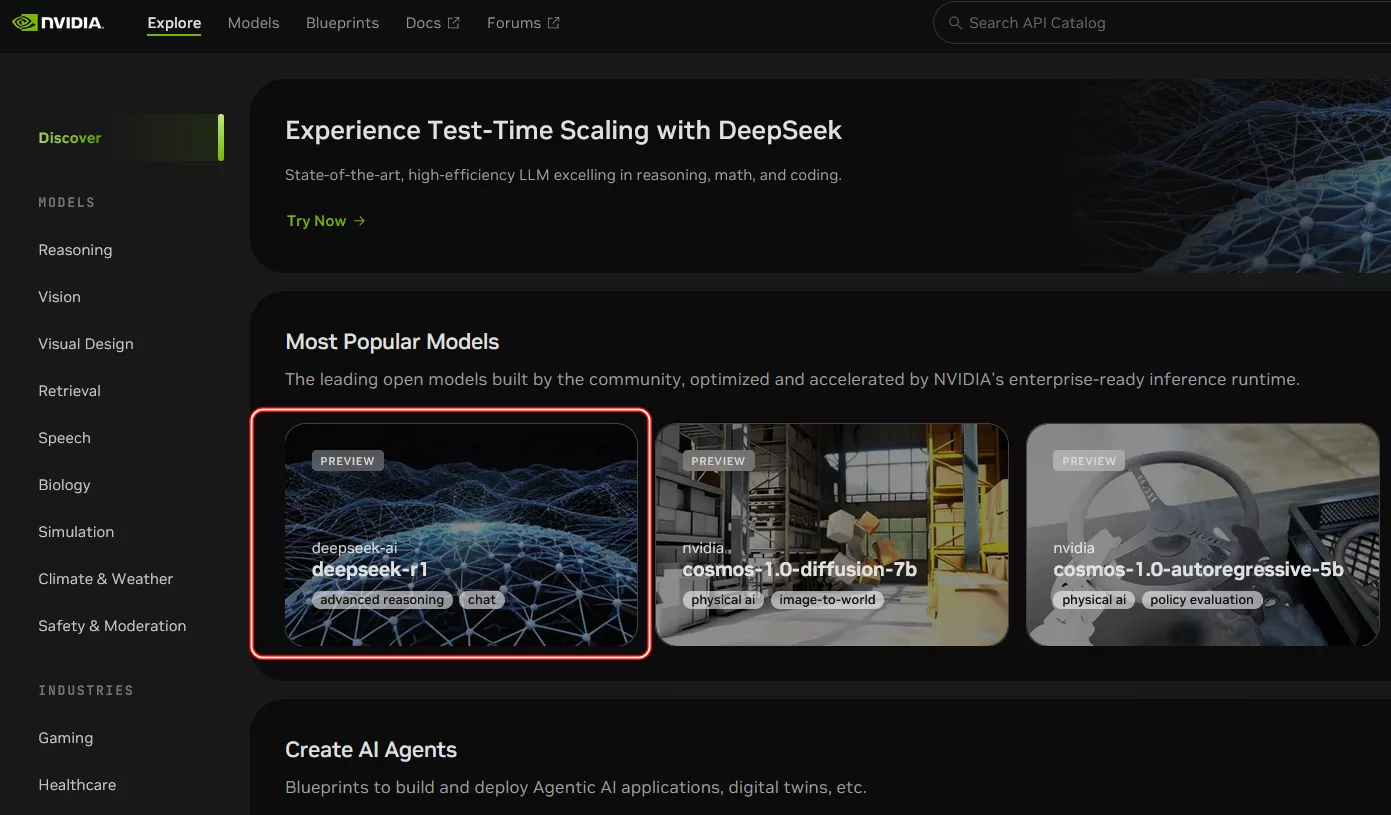 NVIDIA.
Explore Models Blueprints Docs Forums
Search API Catalog
Discover
MODELS
Reasoning
Vision
Visual Design
Retrieval
Speech
Biology
Simulation
Climate & Weather
Safety & Moderation
INDUSTRIES
Gaming
Healthcare
Experience Test-Time Scaling with DeepSeek
State-of-the-art, high-efficiency LLM excelling in reasoning, math, and coding.
Try Now →
Most Popular Models
The leading open models built by the community, optimized and accelerated by NVIDIA's enterprise-ready inference runtime.
PREVIEW
deepseek-ai
deepseek-r1
advanced reasoning chat
PREVIEW
nvidia
cosmos-1.0-diffusion-7b
physical ai image-to-world
PREVIEW
nvidia
cosmos-1.0-autoregressive-5b
physical ai policy evaluation
Create AI Agents
Blueprints to build and deploy Agentic AI applications, digital twins, etc.